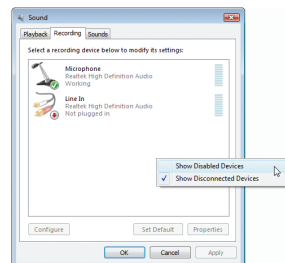 Sound
Playback Recording Sounds
Select a recording device below to modify its settings:
Microphone
Realtek High Definition Audio
Working
Line In
Realtek High Definition Audio
Not plugged in
Show Disabled Devices
Show Disconnected Devices
Configure Set Default Properties
OK Cancel Apply